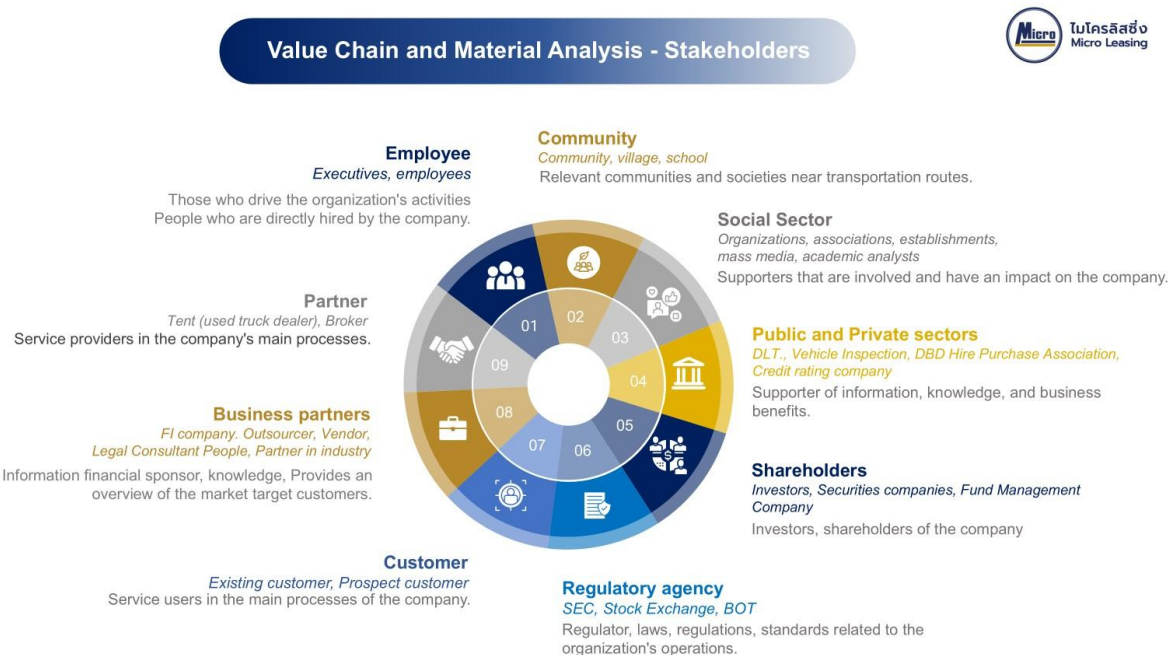 Value Chain and Material Analysis - Stakeholders
Micro
ไมโครลิสซิ่ง
Micro Leasing
Employee
Executives, employees
Those who drive the organization's activities
People who are directly hired by the company.
Community
Community, village, school
Relevant communities and societies near transportation routes.
Social Sector
Organizations, associations, establishments,
mass media, academic analysts
Supporters that are involved and have an impact on the company.
Partner
Tent (used truck dealer), Broker
Service providers in the company's main processes.
Public and Private sectors
DLT., Vehicle Inspection, DBD Hire Purchase Association,
Credit rating company
Supporter of information, knowledge, and business
benefits.
Business partners
FI company. Outsourcer, Vendor,
Legal Consultant People, Partner in industry
Information financial sponsor, knowledge, Provides an
overview of the market target customers.
Shareholders
Investors, Securities companies, Fund Management
Company
Investors, shareholders of the company
Customer
Existing customer, Prospect customer
Service users in the main processes of the company.
Regulatory agency
SEC, Stock Exchange, BOT
Regulator, laws, regulations, standards related to the
organization's operations.
01
02
03
04
05
06
07
08
09
$